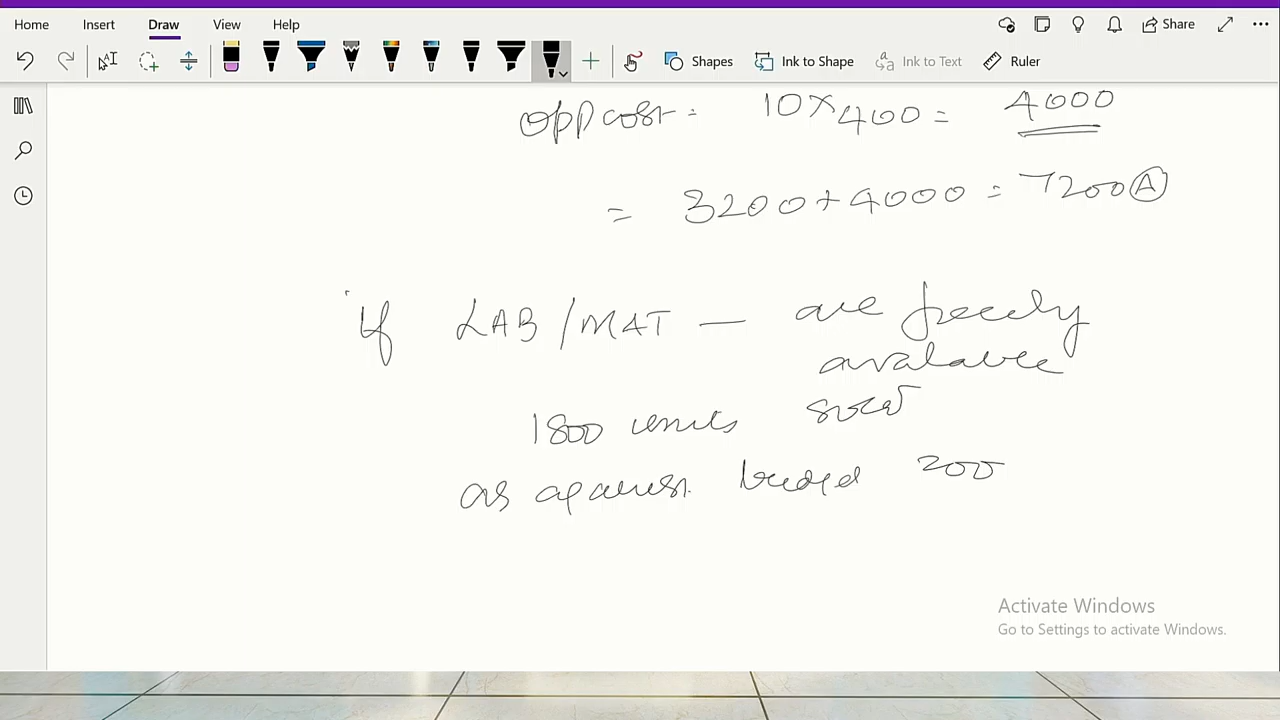 Home Insert Draw View Help Share
Shapes Ink to Shape Ink to Text Ruler
opp cost = 10 x 400 = 4000
= 3200 + 4000 = 7200 (A)
if LAB/MAT — are freely
available
1800 units sold
as against budged 200
Activate Windows
Go to Settings to activate Windows.